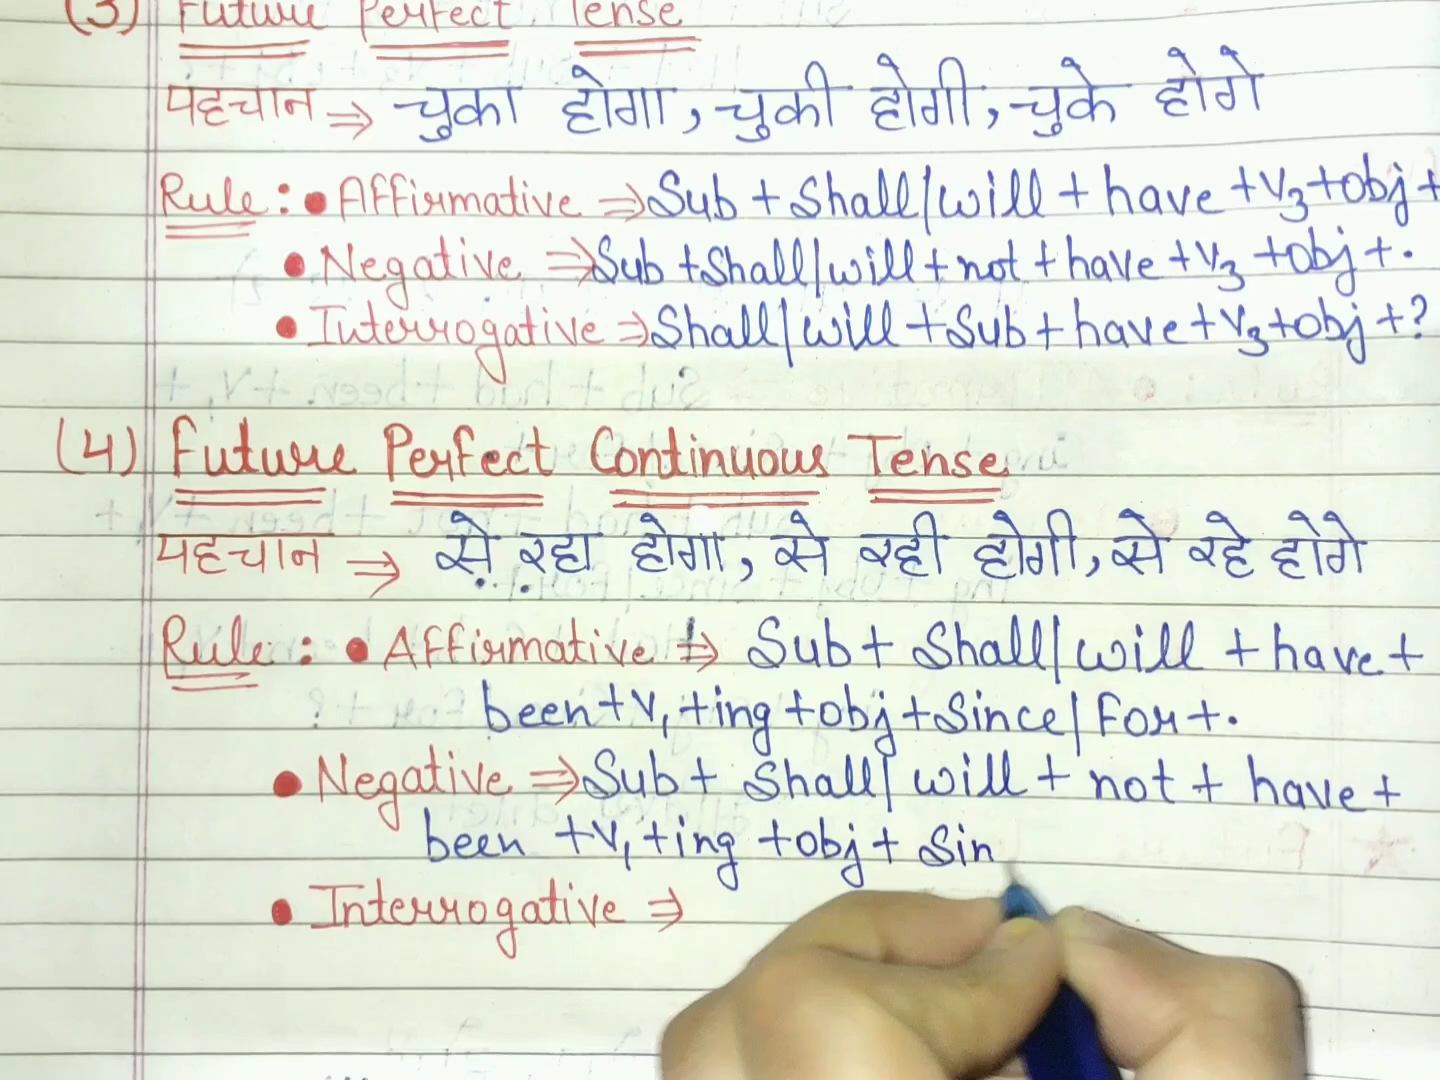 (3) Future Perfect Tense
पहचान ⇒ चुका होगा, चुकी होगी, चुके होगें
Rule : • Affirmative ⇒ Sub + Shall/will + have + V3 + obj +
• Negative ⇒ Sub + Shall/will + not + have + V3 + obj + .
• Interrogative ⇒ Shall/will + Sub + have + V3 + obj + ?
(4) Future Perfect Continuous Tense
पहचान ⇒ से रहा होगा, से रही होगी, से रहे होंगे
Rule : • Affirmative ⇒ Sub + Shall/will + have +
been + V1 + ing + obj + Since/For + .
• Negative ⇒ Sub + Shall/will + not + have +
been + V1 + ing + obj + Sin
• Interrogative ⇒